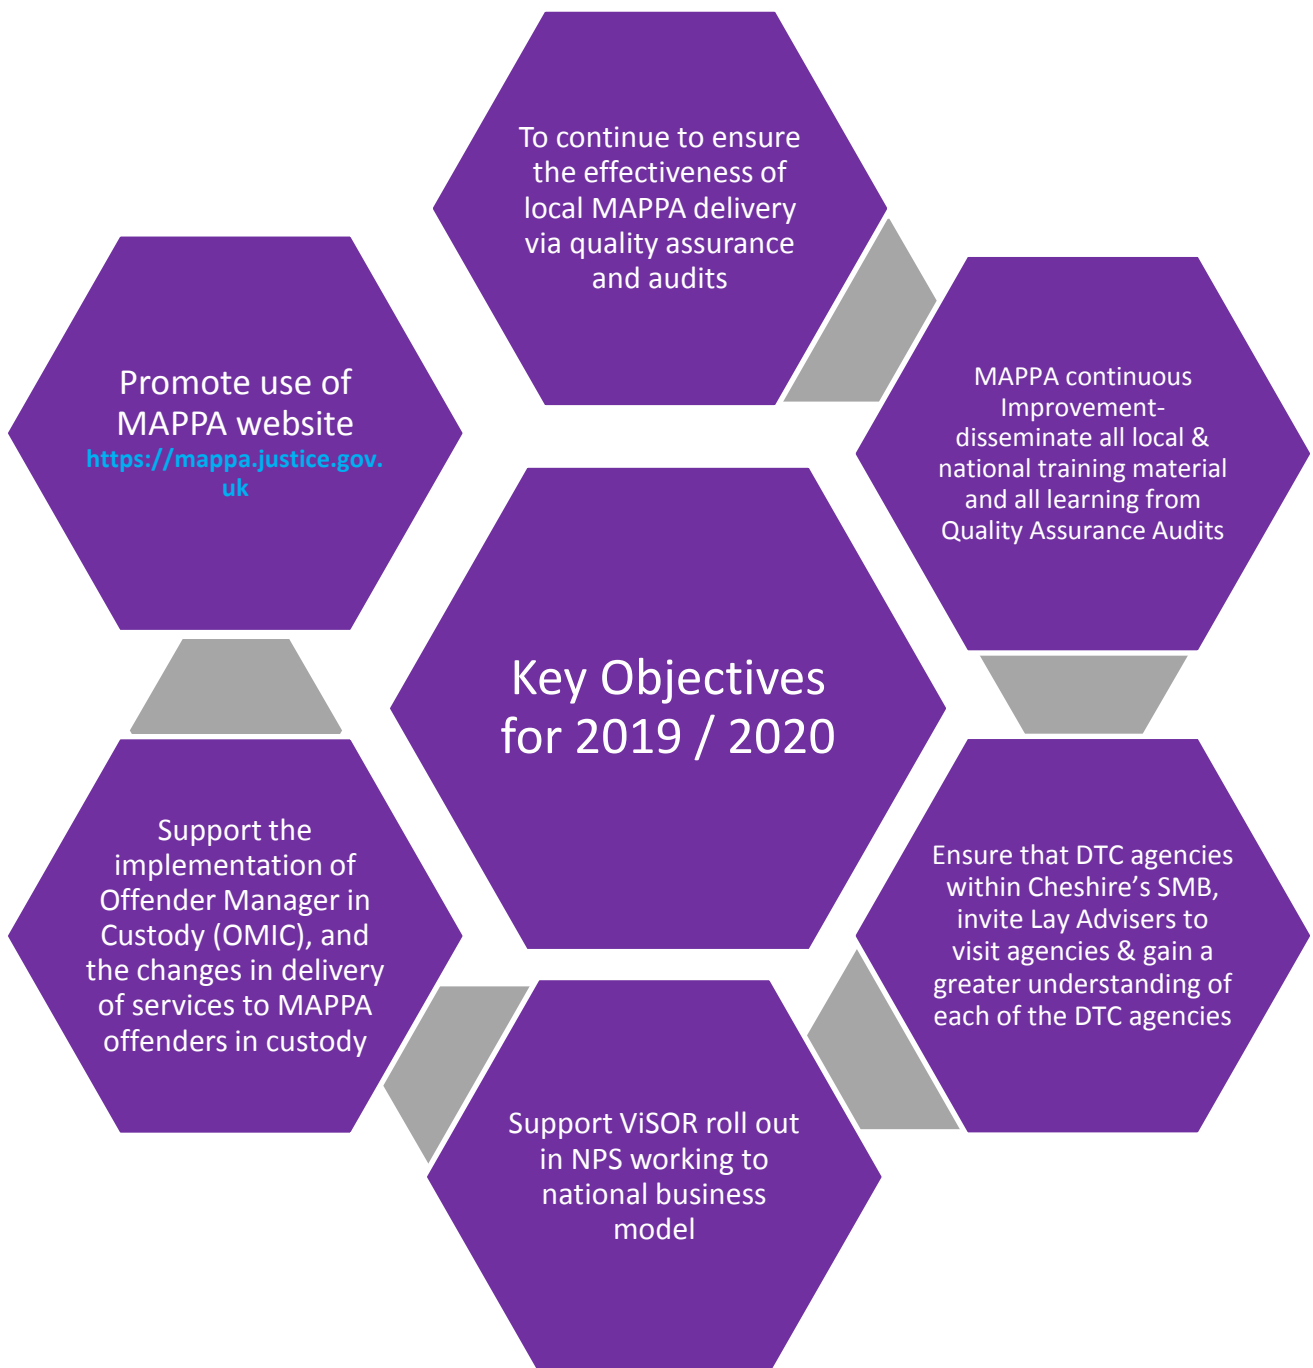 To continue to ensure
the effectiveness of
local MAPPA delivery
via quality assurance
and audits
MAPPA continuous
Improvement-
disseminate all local &
national training material
and all learning from
Quality Assurance Audits
Ensure that DTC agencies
within Cheshire’s SMB,
invite Lay Advisers to
visit agencies & gain a
greater understanding of
each of the DTC agencies
Support ViSOR roll out
in NPS working to
national business
model
Support the
implementation of
Offender Manager in
Custody (OMIC), and
the changes in delivery
of services to MAPPA
offenders in custody
Promote use of
MAPPA website
https://mappa.justice.gov.
uk
Key Objectives
for 2019 / 2020